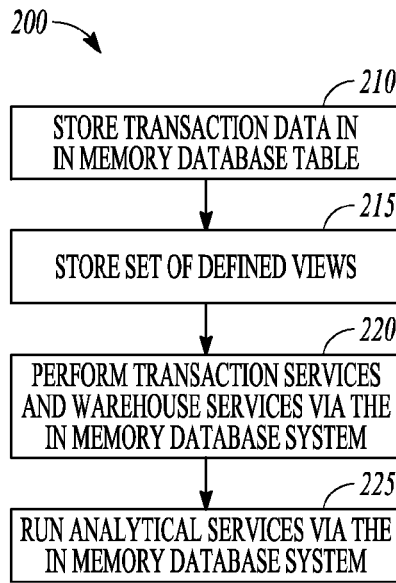 200
210
STORE TRANSACTION DATA IN
IN MEMORY DATABASE TABLE
215
STORE SET OF DEFINED VIEWS
220
PERFORM TRANSACTION SERVICES
AND WAREHOUSE SERVICES VIA THE
IN MEMORY DATABASE SYSTEM
225
RUN ANALYTICAL SERVICES VIA THE
IN MEMORY DATABASE SYSTEM